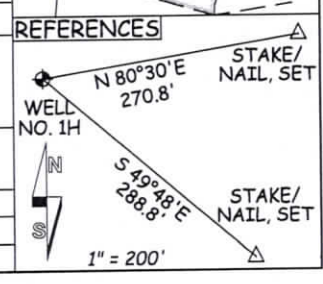 REFERENCES
STAKE/
NAIL, SET
N 80°30'E
270.8'
WELL
NO. 1H
N
S 49°48'E
288.8'
STAKE/
NAIL, SET
S
1" = 200'